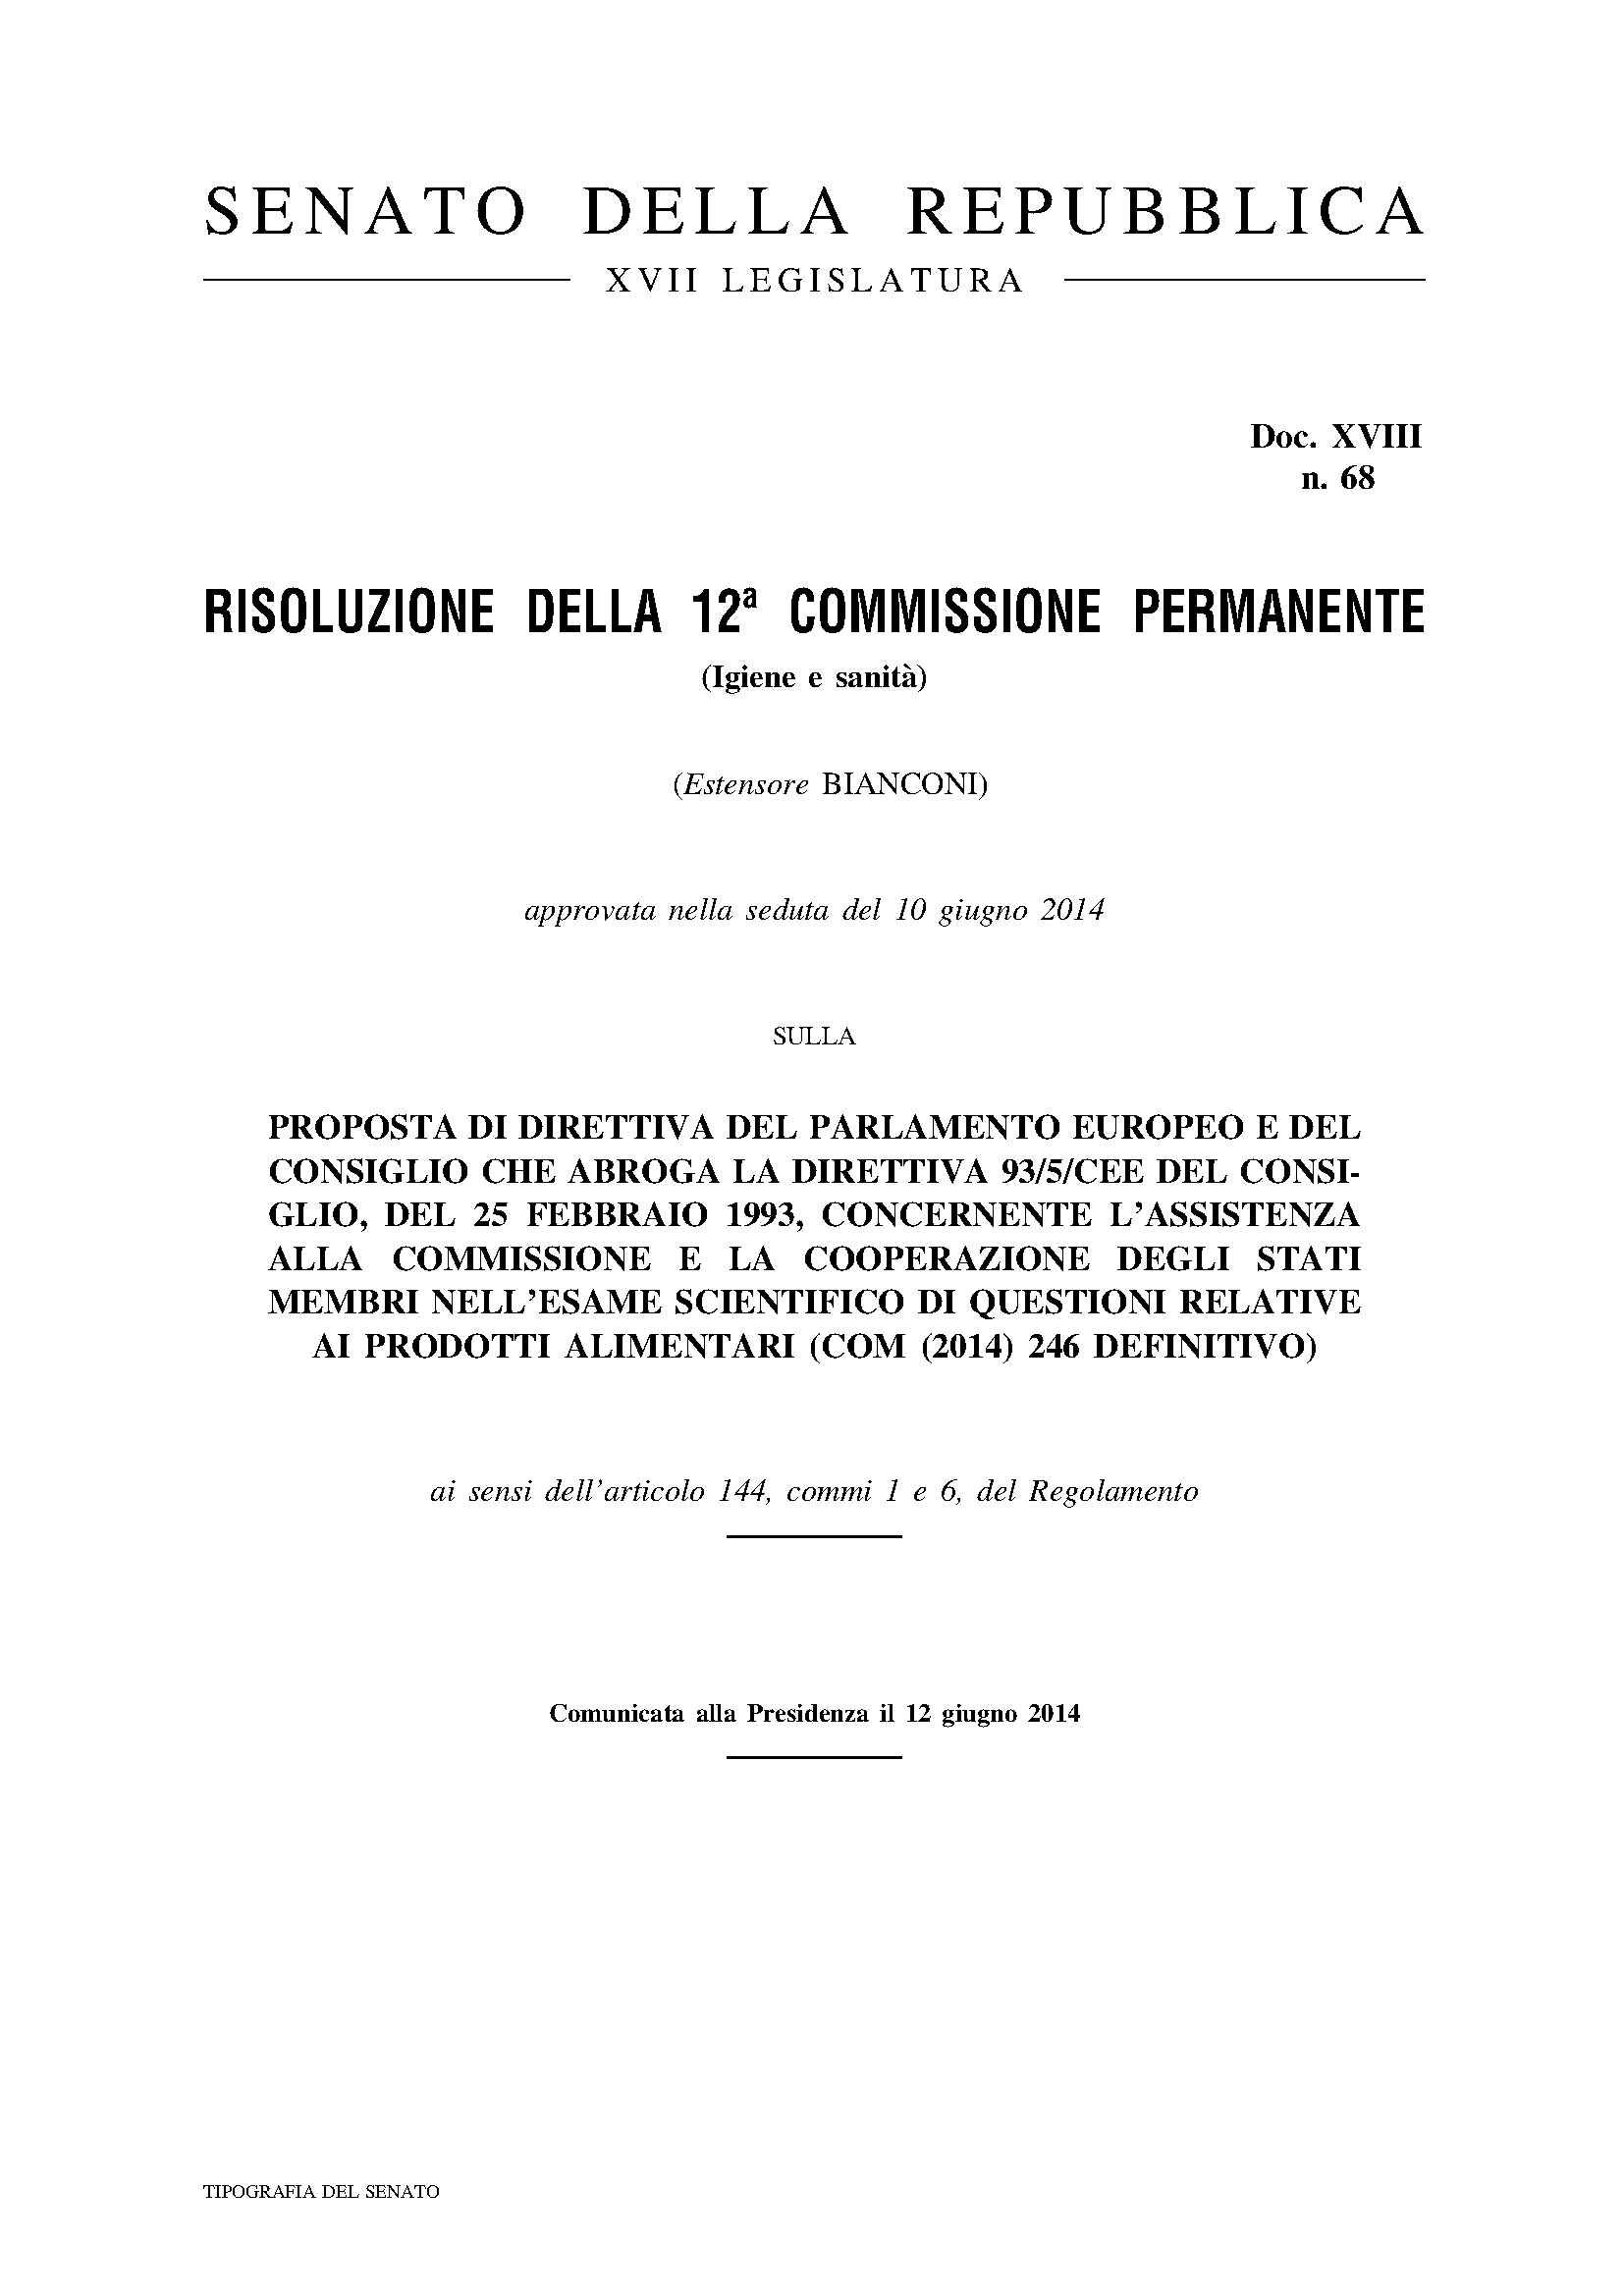 SENATO DELLA REPUBBLICA
XVII LEGISLATURA
Doc. XVIII
n. 68
RISOLUZIONE DELLA 12ª COMMISSIONE PERMANENTE
(Igiene e sanità)
(Estensore BIANCONI)
approvata nella seduta del 10 giugno 2014
SULLA
PROPOSTA DI DIRETTIVA DEL PARLAMENTO EUROPEO E DEL
CONSIGLIO CHE ABROGA LA DIRETTIVA 93/5/CEE DEL CONSI-
GLIO, DEL 25 FEBBRAIO 1993, CONCERNENTE L'ASSISTENZA
ALLA COMMISSIONE E LA COOPERAZIONE DEGLI STATI
MEMBRI NELL'ESAME SCIENTIFICO DI QUESTIONI RELATIVE
AI PRODOTTI ALIMENTARI (COM (2014) 246 DEFINITIVO)
ai sensi dell'articolo 144, commi 1 e 6, del Regolamento
Comunicata alla Presidenza il 12 giugno 2014
TIPOGRAFIA DEL SENATO